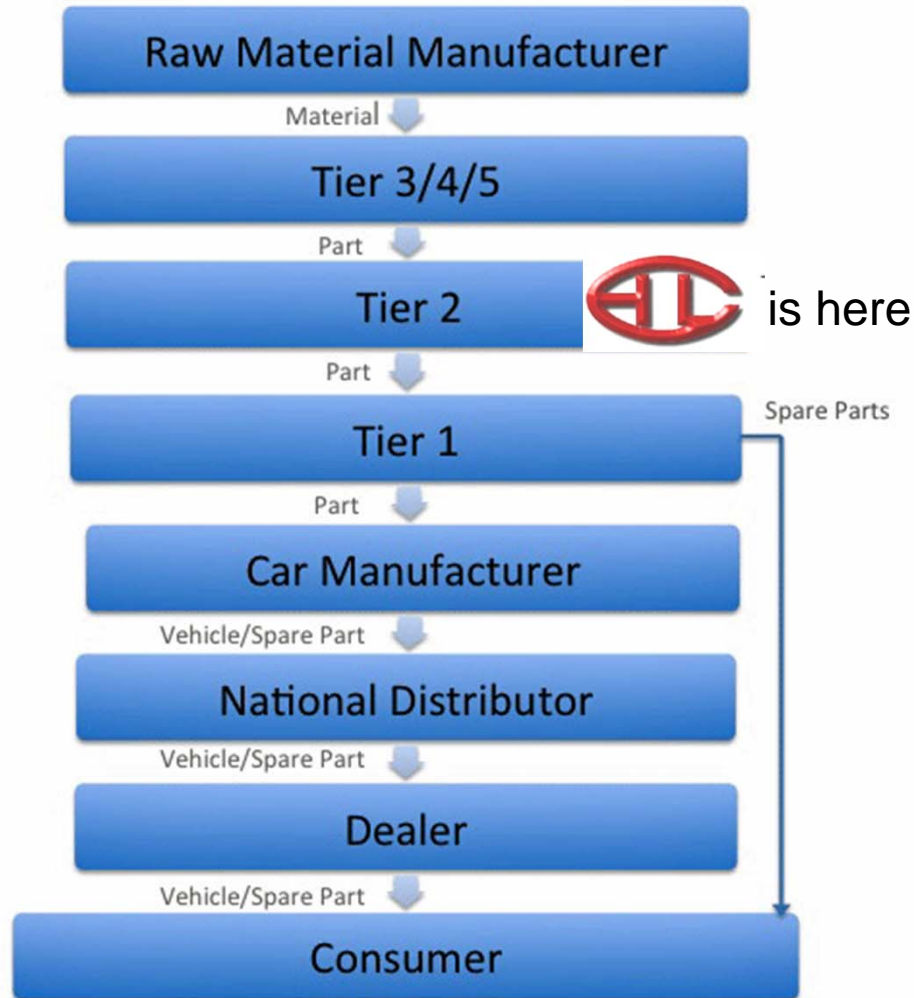 Raw Material Manufacturer
Material
Tier 3/4/5
Part
Tier 2
is here
Part
Tier 1
Spare Parts
Part
Car Manufacturer
Vehicle/Spare Part
National Distributor
Vehicle/Spare Part
Dealer
Vehicle/Spare Part
Consumer